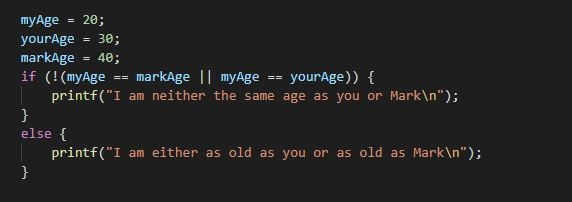 myAge = 20;
yourAge = 30;
markAge = 40;
if (!(myAge == markAge || myAge == yourAge)) {
    printf("I am neither the same age as you or Mark\n");
}
else {
    printf("I am either as old as you or as old as Mark\n");
}